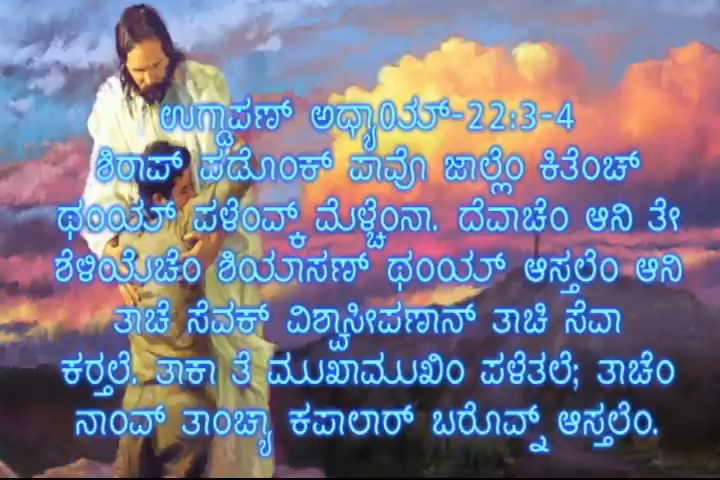 ಉಗ್ಡಾಪಣ್ ಅಧ್ಯಾಯ್-22:3-4
ಶಿರಾಪ್ ಪಡೊಂಕ್ ಪಾವೊ ಜಾಲ್ಲೆಂ ಕಿತೆಂಚ್
ಥಂಯ್ ಪಳೆಂವ್ಕ್ ಮೆಳ್ಚೆಂನಾ. ದೆವಾಚೆಂ ಆನಿ ತೇ
ಶೆಳಿಯೆಚೆಂ ಶಿಯಾಸಣ್ ಥಂಯ್ ಆಸ್ತಲೆಂ ಆನಿ
ತಾಚೆ ಸೆವಕ್ ವಿಶ್ವಾಸೀಪಣಾನ್ ತಾಚಿ ಸೆವಾ
ಕರ‍್ತಲೆ. ತಾಕಾ ತೆ ಮುಖಾಮುಖಿಂ ಪಳೆತಲೆ; ತಾಚೆಂ
ನಾಂವ್ ತಾಂಚ್ಯಾ ಕಪಾಲಾರ್ ಬರೊವ್ನ್ ಆಸ್ತಲೆಂ.